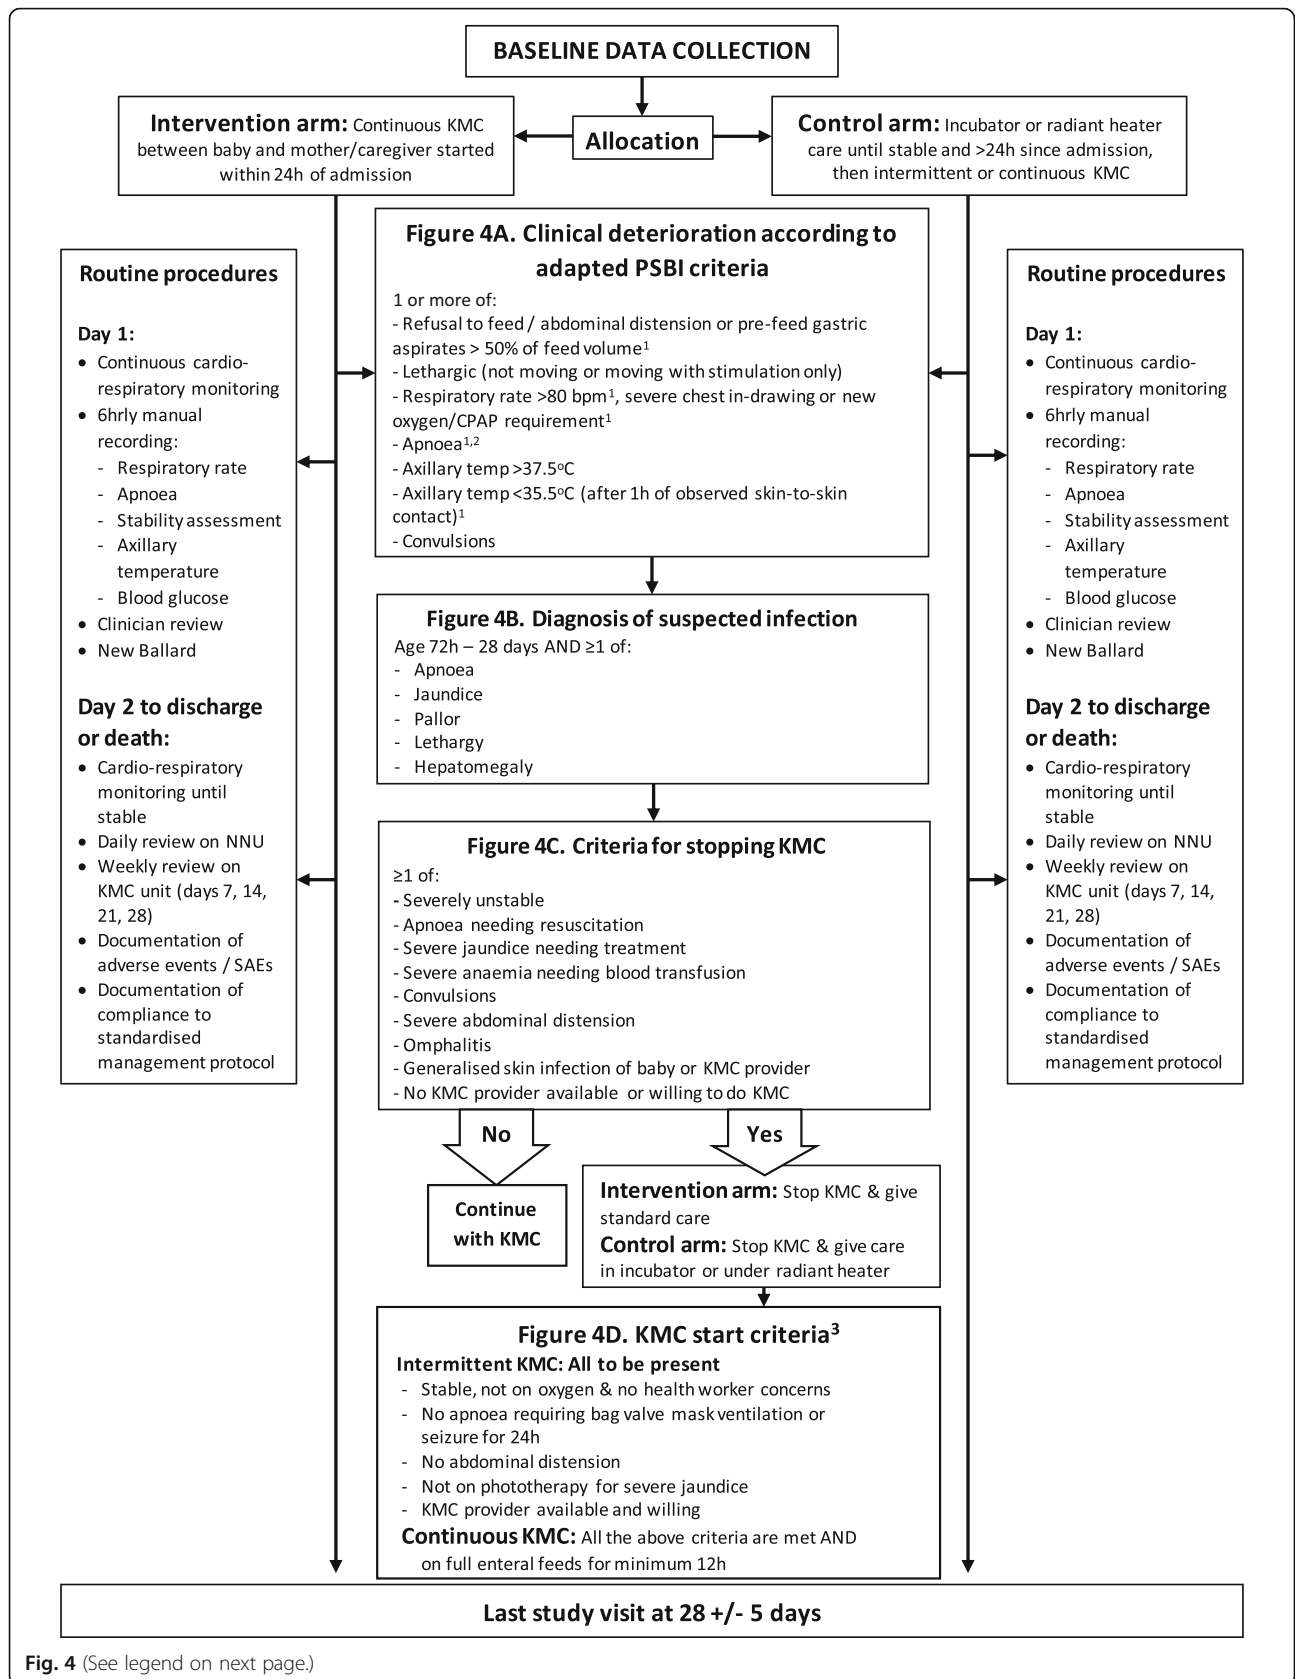 BASELINE DATA COLLECTION
Intervention arm: Continuous KMC
between baby and mother/caregiver started
within 24h of admission
Allocation
Control arm: Incubator or radiant heater
care until stable and >24h since admission,
then intermittent or continuous KMC
Routine procedures
Day 1:
• Continuous cardio-
respiratory monitoring
• 6hrly manual
recording:
- Respiratory rate
- Apnoea
- Stability assessment
- Axillary
temperature
- Blood glucose
• Clinician review
• New Ballard
Day 2 to discharge
or death:
• Cardio-respiratory
monitoring until
stable
• Daily review on NNU
• Weekly review on
KMC unit (days 7, 14,
21, 28)
• Documentation of
adverse events / SAEs
• Documentation of
compliance to
standardised
management protocol
Figure 4A. Clinical deterioration according to
adapted PSBI criteria
1 or more of:
- Refusal to feed / abdominal distension or pre-feed gastric
aspirates > 50% of feed volume¹
- Lethargic (not moving or moving with stimulation only)
- Respiratory rate >80 bpm¹, severe chest in-drawing or new
oxygen/CPAP requirement¹
- Apnoea¹,²
- Axillary temp >37.5°C
- Axillary temp <35.5°C (after 1h of observed skin-to-skin
contact)¹
- Convulsions
Figure 4B. Diagnosis of suspected infection
Age 72h – 28 days AND ≥1 of:
- Apnoea
- Jaundice
- Pallor
- Lethargy
- Hepatomegaly
Figure 4C. Criteria for stopping KMC
≥1 of:
- Severely unstable
- Apnoea needing resuscitation
- Severe jaundice needing treatment
- Severe anaemia needing blood transfusion
- Convulsions
- Severe abdominal distension
- Omphalitis
- Generalised skin infection of baby or KMC provider
- No KMC provider available or willing to do KMC
No
Yes
Continue
with KMC
Intervention arm: Stop KMC & give
standard care
Control arm: Stop KMC & give care
in incubator or under radiant heater
Figure 4D. KMC start criteria³
Intermittent KMC: All to be present
- Stable, not on oxygen & no health worker concerns
- No apnoea requiring bag valve mask ventilation or
seizure for 24h
- No abdominal distension
- Not on phototherapy for severe jaundice
- KMC provider available and willing
Continuous KMC: All the above criteria are met AND
on full enteral feeds for minimum 12h
Routine procedures
Day 1:
• Continuous cardio-
respiratory monitoring
• 6hrly manual
recording:
- Respiratory rate
- Apnoea
- Stability assessment
- Axillary
temperature
- Blood glucose
• Clinician review
• New Ballard
Day 2 to discharge
or death:
• Cardio-respiratory
monitoring until
stable
• Daily review on NNU
• Weekly review on
KMC unit (days 7, 14,
21, 28)
• Documentation of
adverse events / SAEs
• Documentation of
compliance to
standardised
management protocol
Last study visit at 28 +/- 5 days
Fig. 4 (See legend on next page.)